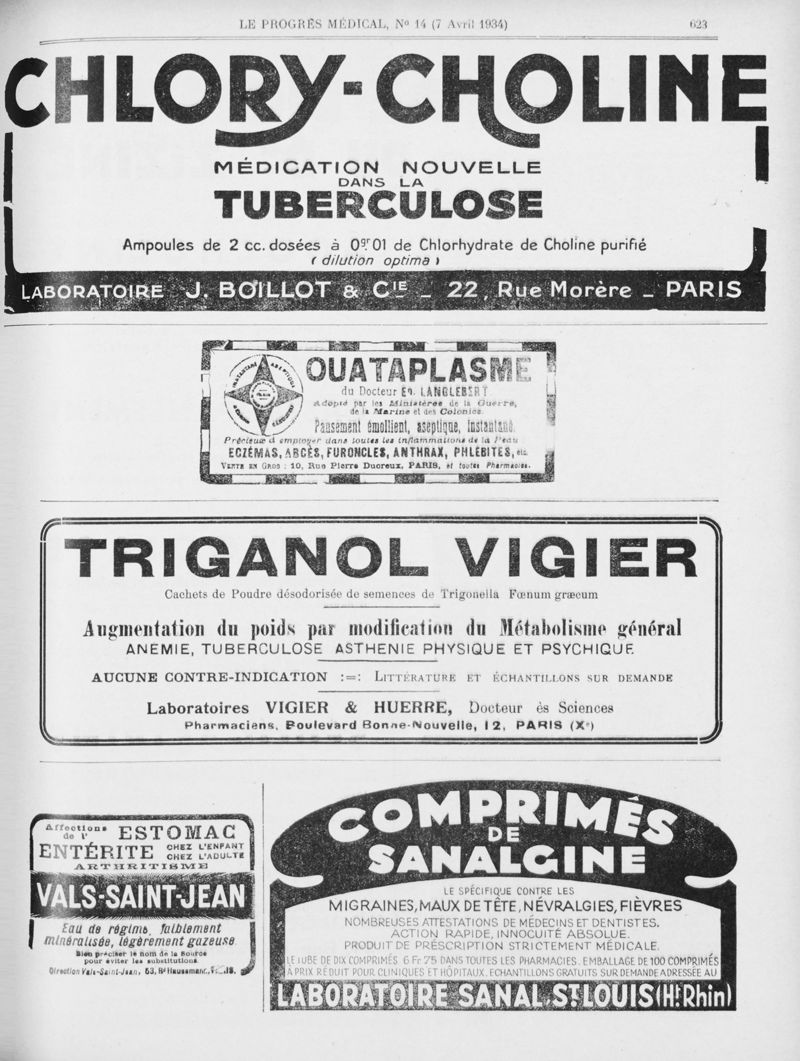 LE PROGRÈS MÉDICAL, Nº 14 (7 Avril 1934) 623
CHLORY-CHOLINE
MÉDICATION NOUVELLE
DANS LA
TUBERCULOSE
Ampoules de 2 cc. dosées à 0gr.01 de Chlorhydrate de Choline purifié
(dilution optima)
LABORATOIRE J. BOILLOT & CIE _ 22, Rue Morère _ PARIS
OUATAPLASME
du Docteur Ed. LANGLEBERT
Adopté par les Ministères de la Guerre,
de la Marine et des Colonies.
Pansement émollient, aseptique, instantané.
Précieux à employer dans toutes les inflammations de la Peau
ECZÉMAS, ABCÈS, FURONCLES, ANTHRAX, PHLÉBITES, etc.
VENTE EN GROS : 10, Rue Pierre Ducreux, PARIS, et toutes Pharmacies.
TRIGANOL VIGIER
Cachets de Poudre désodorisée de semences de Trigonella Fœnum græcum
Augmentation du poids par modification du Métabolisme général
ANEMIE, TUBERCULOSE ASTHENIE PHYSIQUE ET PSYCHIQUE
AUCUNE CONTRE-INDICATION :=: LITTÉRATURE ET ÉCHANTILLONS SUR DEMANDE
Laboratoires VIGIER & HUERRE, Docteur ès Sciences
Pharmaciens, Boulevard Bonne-Nouvelle, 12, PARIS (Xe)
Affections de l' ESTOMAC
ENTÉRITE CHEZ L'ENFANT CHEZ L'ADULTE
ARTHRITISME
VALS-SAINT-JEAN
Eau de régime, faiblement
minéralisée, légèrement gazeuse
Bien préciser le nom de la Source
pour éviter les substitutions
Direction Vals-Saint-Jean, 53, Bd Haussmann,
COMPRIMÉS
DE
SANALGINE
LE SPÉCIFIQUE CONTRE LES
MIGRAINES, MAUX DE TÊTE, NÉVRALGIES, FIÈVRES
NOMBREUSES ATTESTATIONS DE MÉDECINS ET DENTISTES.
ACTION RAPIDE, INNOCUITÉ ABSOLUE.
PRODUIT DE PRÉSCRIPTION STRICTEMENT MÉDICALE.
LE TUBE DE DIX COMPRIMÉS 6 Fr 75 DANS TOUTES LES PHARMACIES. EMBALLAGE DE 100 COMPRIMÉS
À PRIX RÉDUIT POUR CLINIQUES ET HÔPITAUX. ECHANTILLONS GRATUITS SUR DEMANDE ADRESSÉE AU
LABORATOIRE SANAL, ST LOUIS (Ht Rhin)